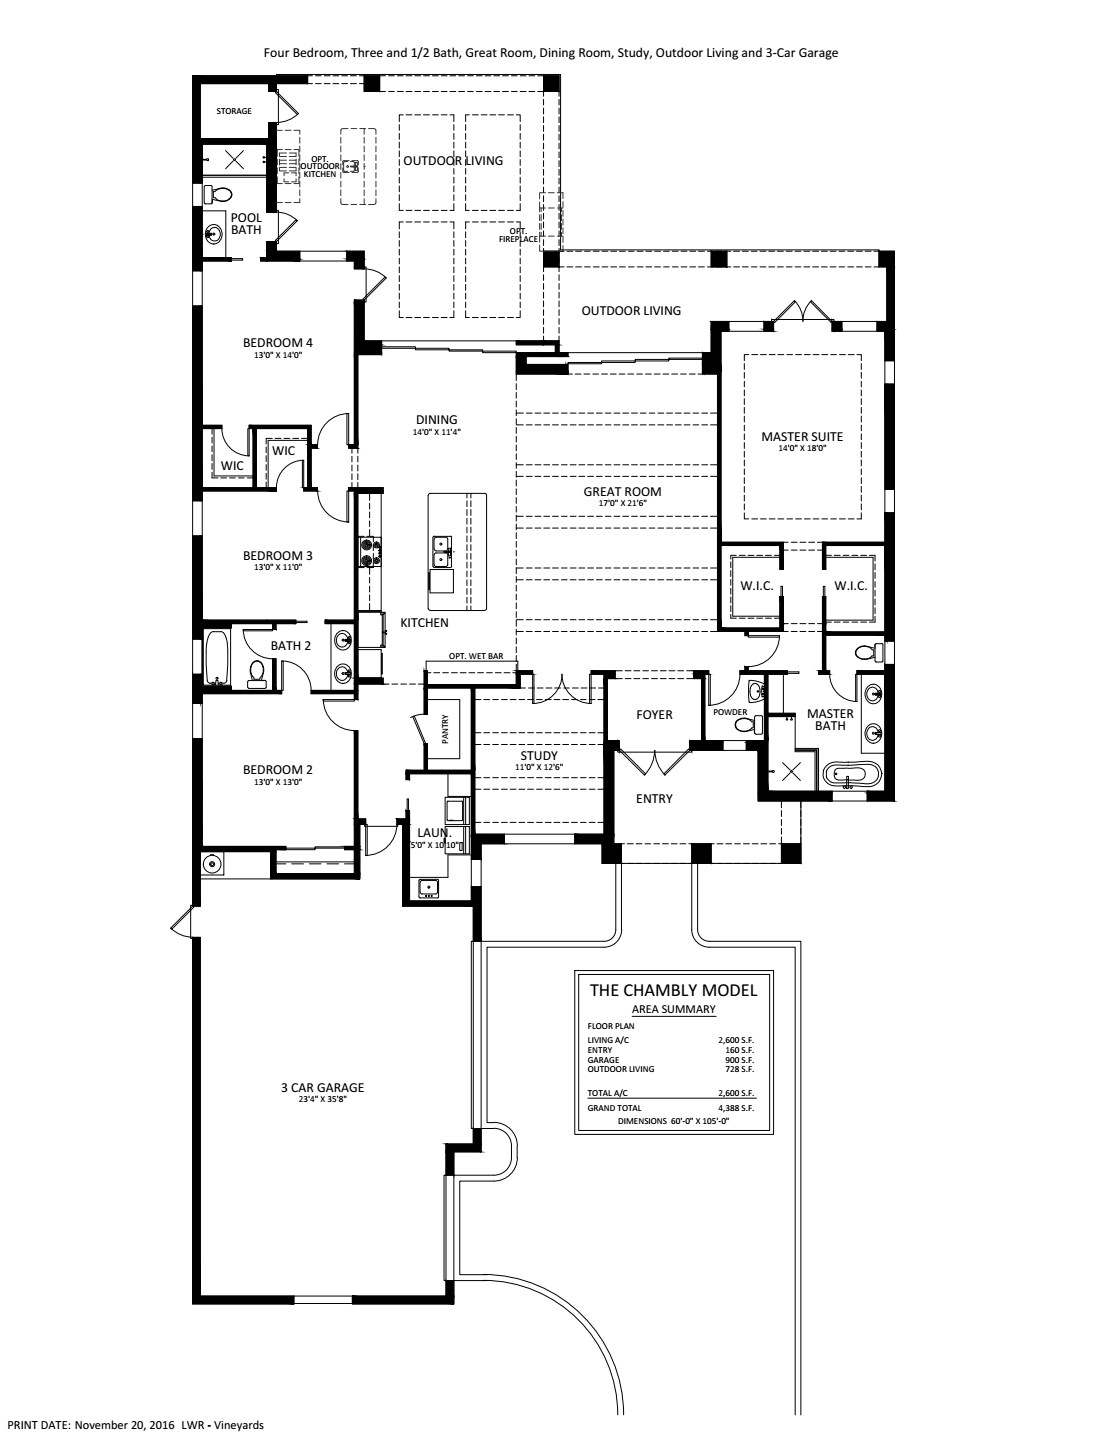 Four Bedroom, Three and 1/2 Bath, Great Room, Dining Room, Study, Outdoor Living and 3-Car Garage
STORAGE
OPT.
OUTDOOR
KITCHEN
OUTDOOR LIVING
POOL
BATH
OPT.
FIREPLACE
OUTDOOR LIVING
BEDROOM 4
13'0" X 14'0"
DINING
14'0" X 11'4"
MASTER SUITE
14'0" X 18'0"
WIC
WIC
GREAT ROOM
17'0" X 21'6"
BEDROOM 3
13'0" X 11'0"
W.I.C.
W.I.C.
KITCHEN
BATH 2
OPT. WET BAR
POWDER
MASTER
BATH
FOYER
PANTRY
STUDY
11'0" X 12'6"
BEDROOM 2
13'0" X 13'0"
ENTRY
LAUN.
5'0" X 10'10"
THE CHAMBLY MODEL
AREA SUMMARY
FLOOR PLAN
LIVING A/C 2,600 S.F.
ENTRY 160 S.F.
GARAGE 900 S.F.
OUTDOOR LIVING 728 S.F.
TOTAL A/C 2,600 S.F.
GRAND TOTAL 4,388 S.F.
DIMENSIONS 60'-0" X 105'-0"
3 CAR GARAGE
23'4" X 35'8"
PRINT DATE: November 20, 2016 LWR - Vineyards